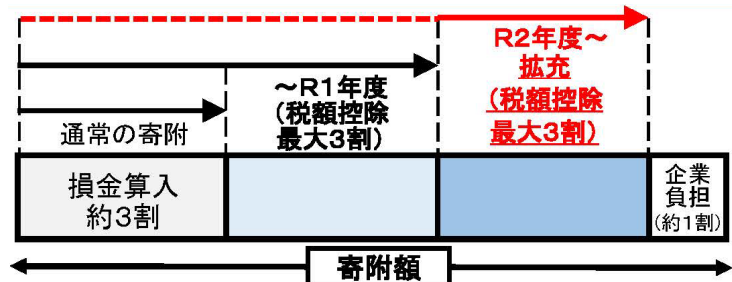 R2年度～
拡充
(税額控除
最大3割)
～R1年度
(税額控除
最大3割)
通常の寄附
損金算入
約3割
企業
負担
(約1割)
寄附額